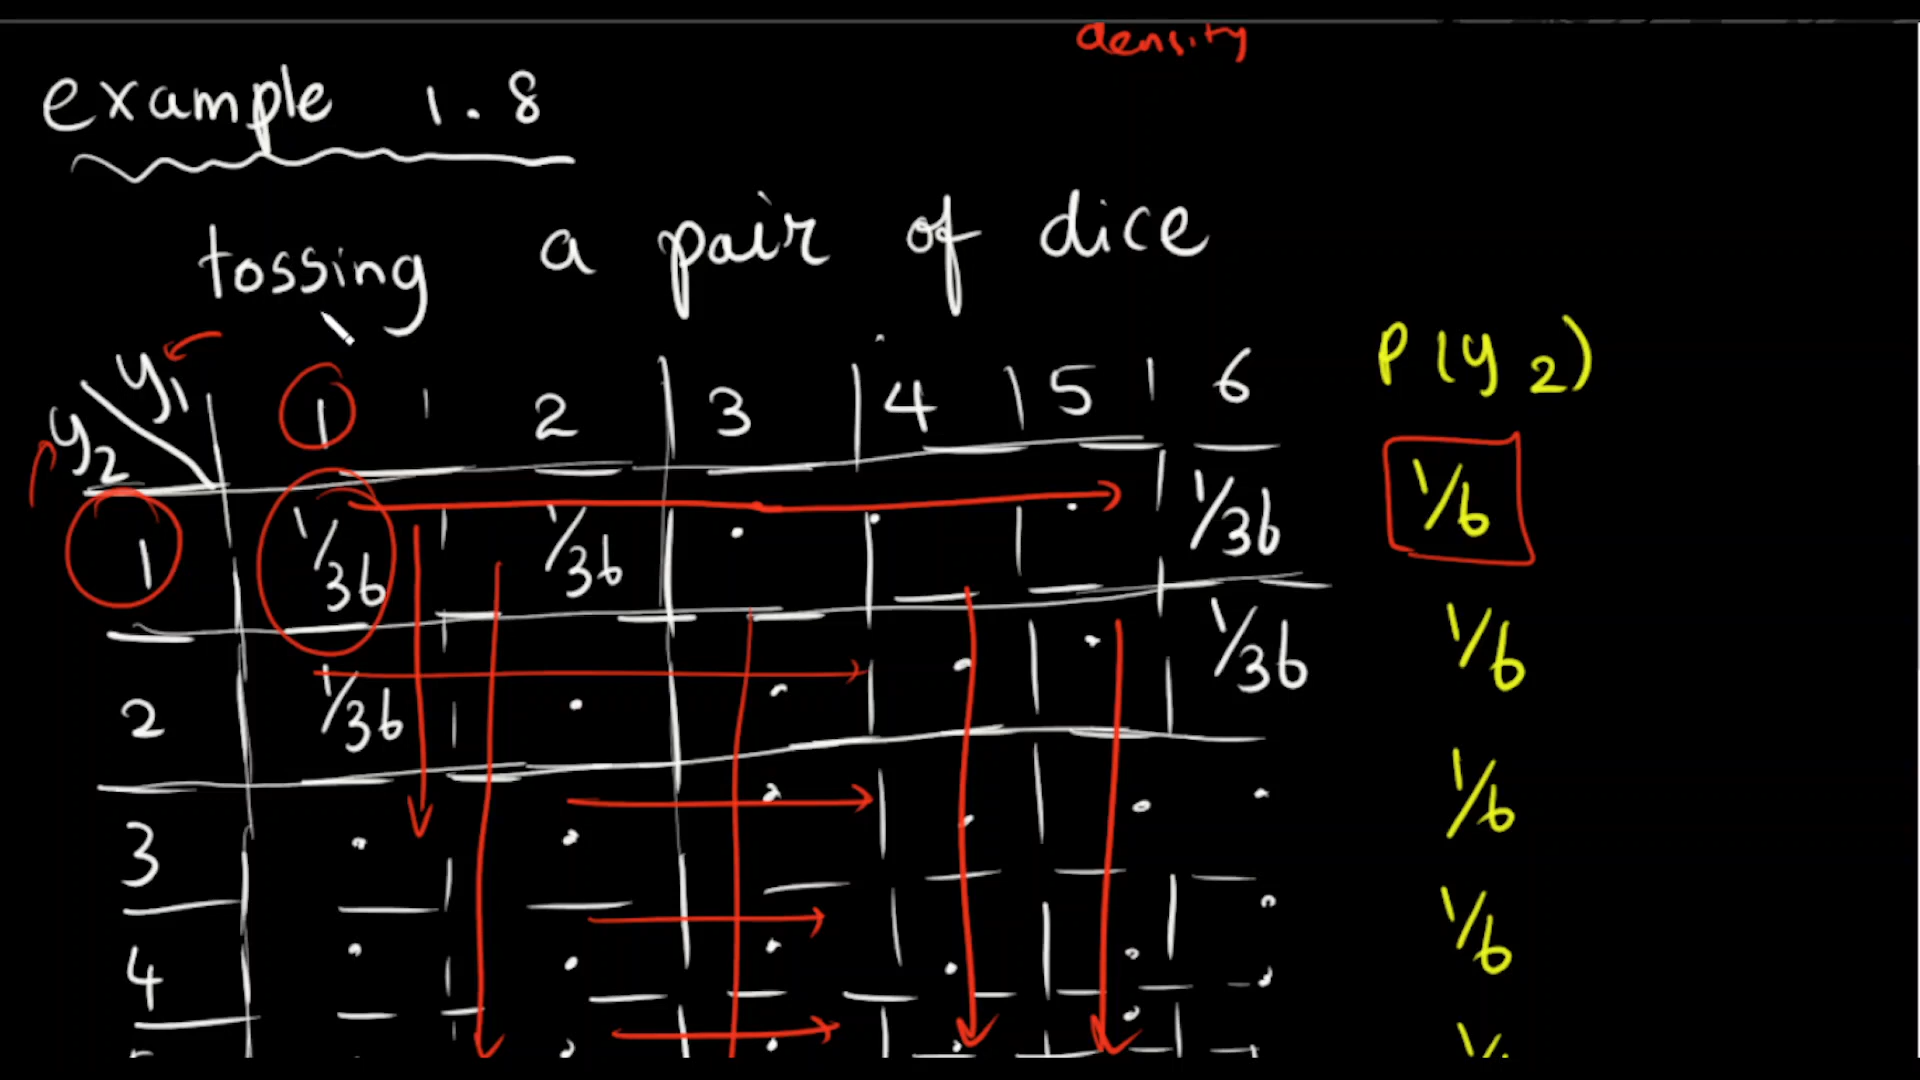 density
example 1.8
tossing a pair of dice
y1
y2
1 2 3 4 5 6 P(y2)
1 1/36 1/36 . . . 1/36 1/6
2 1/36 . . . . 1/36 1/6
3 . . . . . . 1/6
4 . . . . . . 1/6